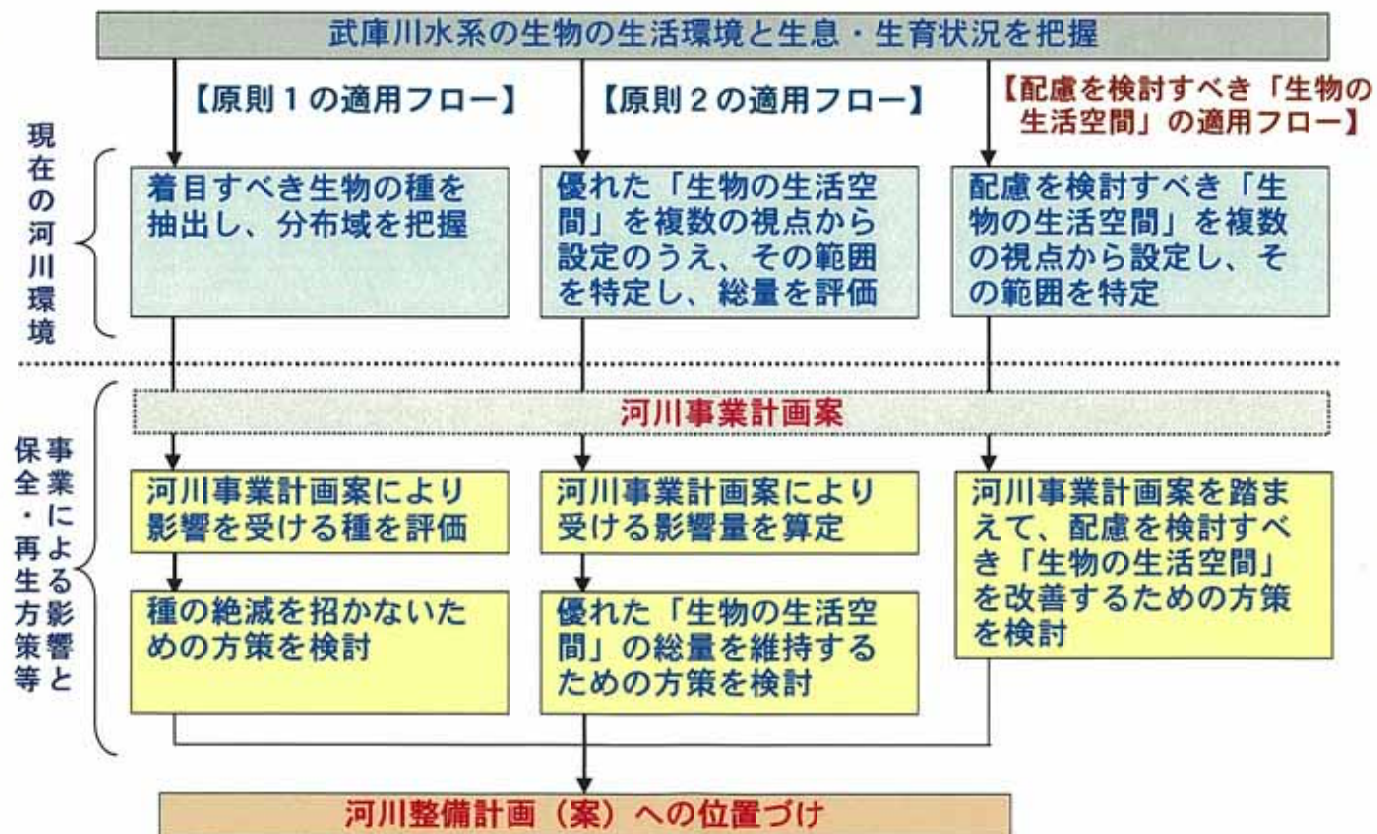 武庫川水系の生物の生活環境と生息・生育状況を把握
【原則1の適用フロー】
【原則2の適用フロー】
【配慮を検討すべき「生物の
生活空間」の適用フロー】
現在の河川環境
着目すべき生物の種を
抽出し、分布域を把握
優れた「生物の生活空
間」を複数の視点から
設定のうえ、その範囲
を特定し、総量を評価
配慮を検討すべき「生
物の生活空間」を複数
の視点から設定し、そ
の範囲を特定
河川事業計画案
事業による影響と
保全・再生方策等
河川事業計画案により
影響を受ける種を評価
河川事業計画案により
受ける影響量を算定
河川事業計画案を踏ま
えて、配慮を検討すべ
き「生物の生活空間」
を改善するための方策
を検討
種の絶滅を招かないた
めの方策を検討
優れた「生物の生活空
間」の総量を維持する
ための方策を検討
河川整備計画（案）への位置づけ